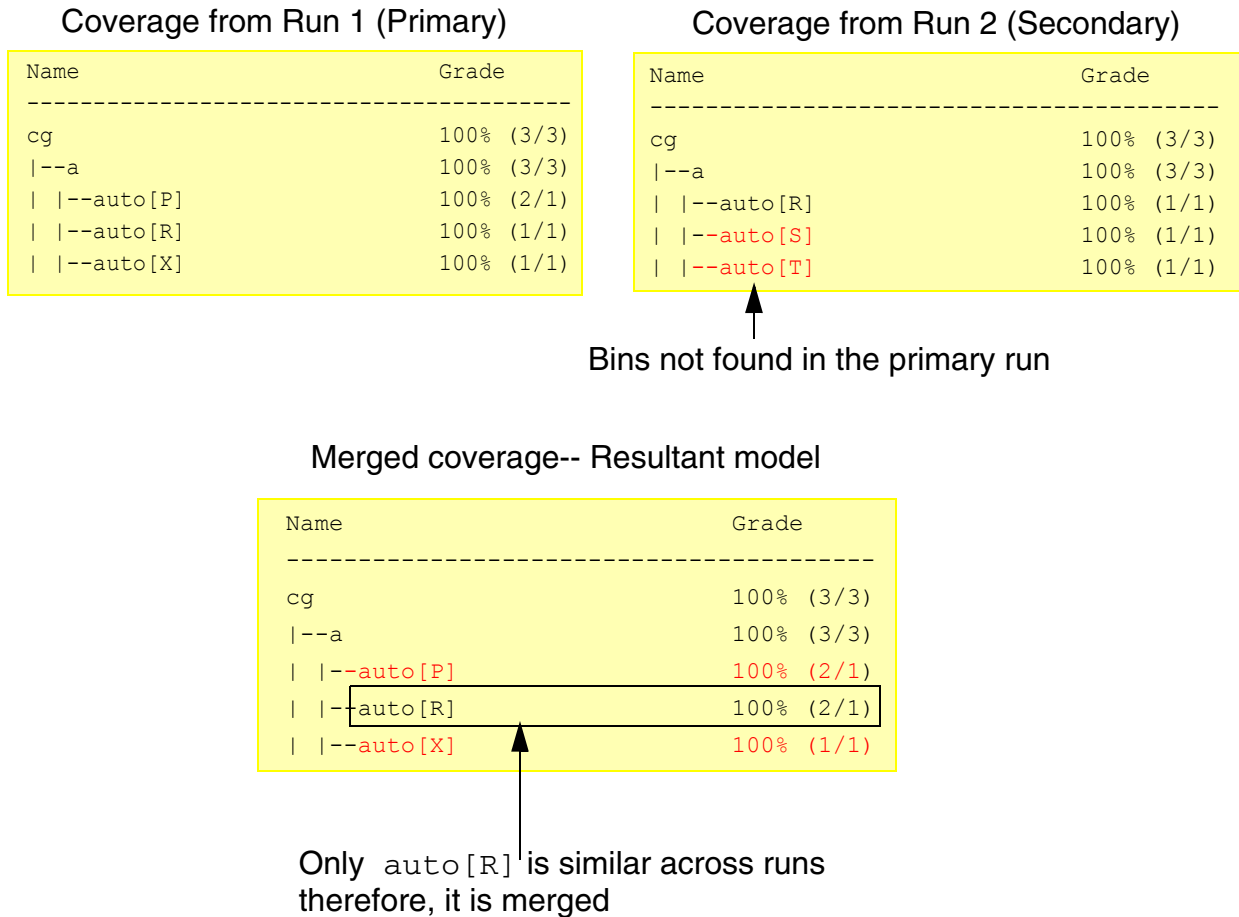 Coverage from Run 1 (Primary)
Name Grade
-----------------------------------------
cg 100% (3/3)
|--a 100% (3/3)
| |--auto[P] 100% (2/1)
| |--auto[R] 100% (1/1)
| |--auto[X] 100% (1/1)
Coverage from Run 2 (Secondary)
Name Grade
-------------------------------------------
cg 100% (3/3)
|--a 100% (3/3)
| |--auto[R] 100% (1/1)
| |--auto[S] 100% (1/1)
| |--auto[T] 100% (1/1)
Bins not found in the primary run
Merged coverage-- Resultant model
Name Grade
-----------------------------------------
cg 100% (3/3)
|--a 100% (3/3)
| |--auto[P] 100% (2/1)
| |--auto[R] 100% (2/1)
| |--auto[X] 100% (1/1)
Only auto[R] is similar across runs
therefore, it is merged